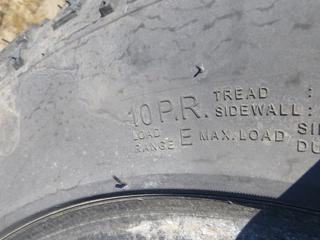 10 P.R. TREAD :
SIDEWALL :
LOAD
RANGE E MAX. LOAD